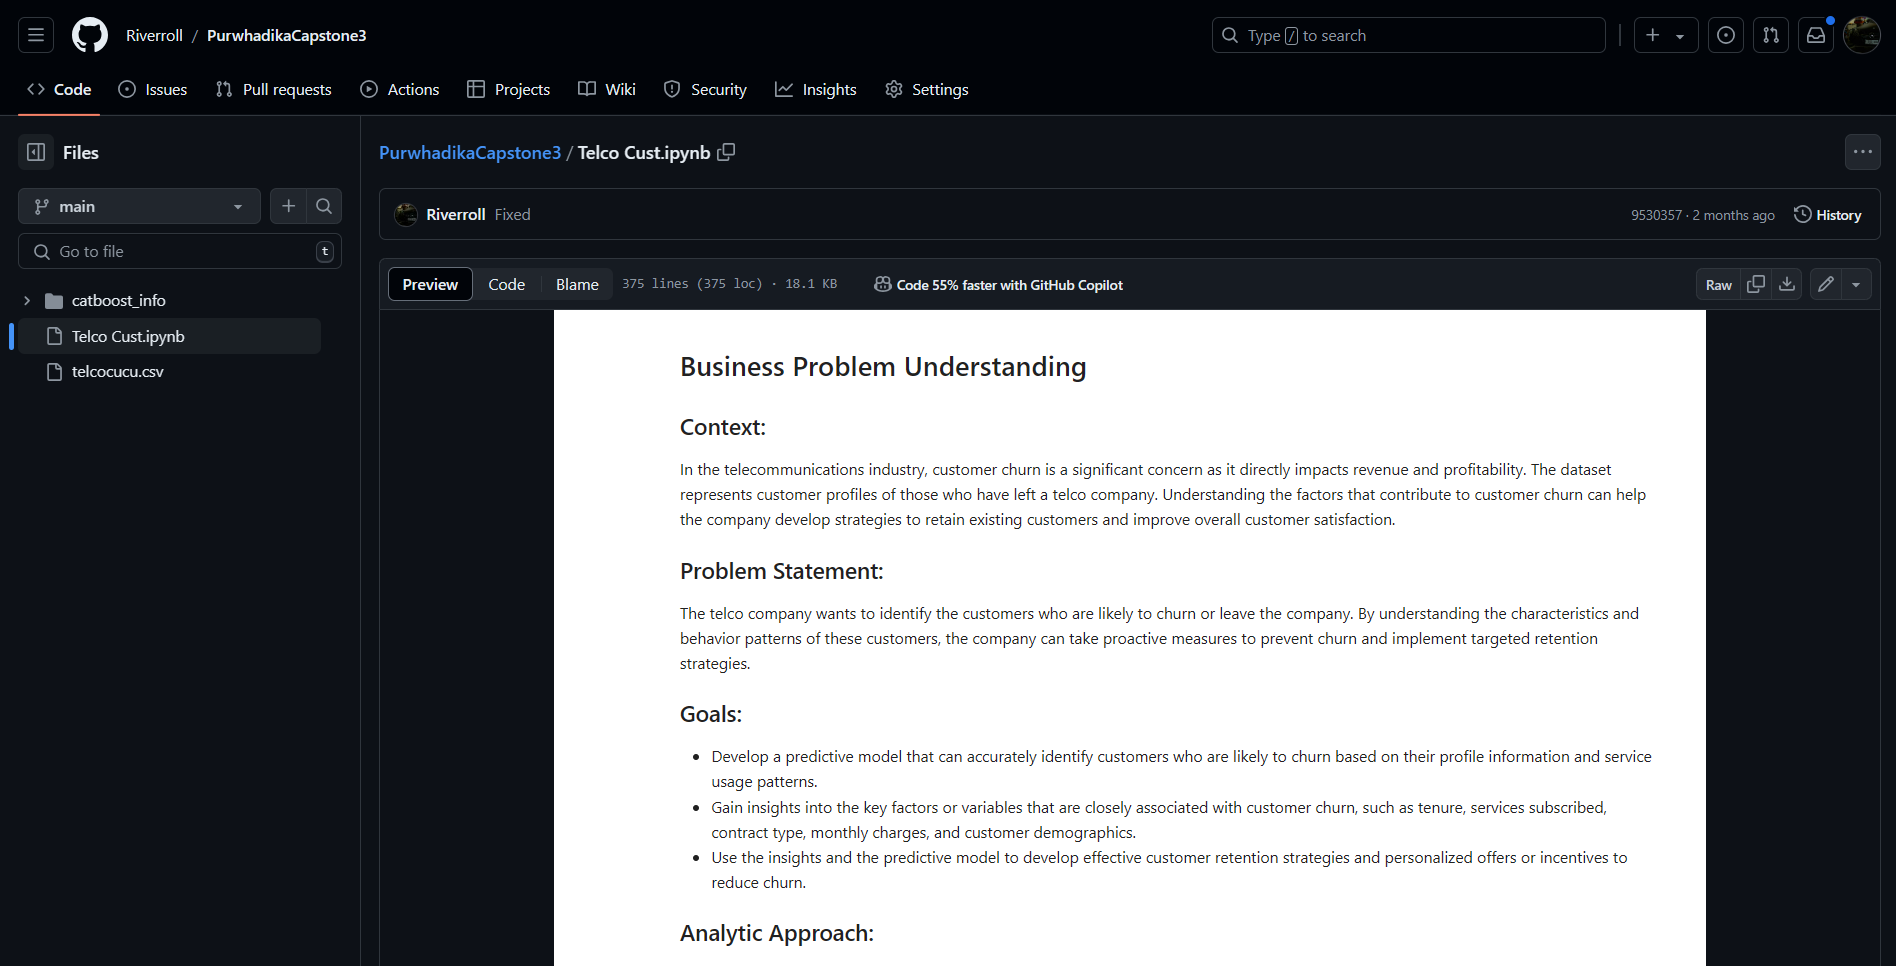 Riverroll / PurwhadikaCapstone3
Type / to search
Code
Issues
Pull requests
Actions
Projects
Wiki
Security
Insights
Settings
Files
main
Go to file
t
catboost_info
Telco Cust.ipynb
telcocucu.csv
PurwhadikaCapstone3 / Telco Cust.ipynb
Riverroll Fixed
9530357 · 2 months ago
History
Preview
Code
Blame
375 lines (375 loc) · 18.1 KB
Code 55% faster with GitHub Copilot
Raw
Business Problem Understanding
Context:
In the telecommunications industry, customer churn is a significant concern as it directly impacts revenue and profitability. The dataset
represents customer profiles of those who have left a telco company. Understanding the factors that contribute to customer churn can help
the company develop strategies to retain existing customers and improve overall customer satisfaction.
Problem Statement:
The telco company wants to identify the customers who are likely to churn or leave the company. By understanding the characteristics and
behavior patterns of these customers, the company can take proactive measures to prevent churn and implement targeted retention
strategies.
Goals:
• Develop a predictive model that can accurately identify customers who are likely to churn based on their profile information and service
usage patterns.
• Gain insights into the key factors or variables that are closely associated with customer churn, such as tenure, services subscribed,
contract type, monthly charges, and customer demographics.
• Use the insights and the predictive model to develop effective customer retention strategies and personalized offers or incentives to
reduce churn.
Analytic Approach: